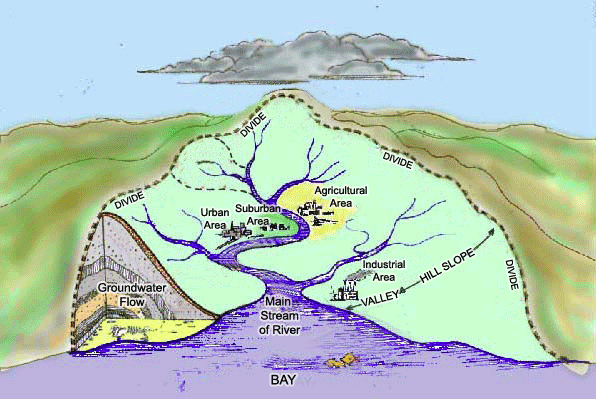 DIVIDE
DIVIDE
DIVIDE
Agricultural
Area
Suburban
Area
Urban
Area
Industrial
Area
HILL SLOPE
VALLEY
DIVIDE
Groundwater
Flow
Main
Stream
of River
BAY